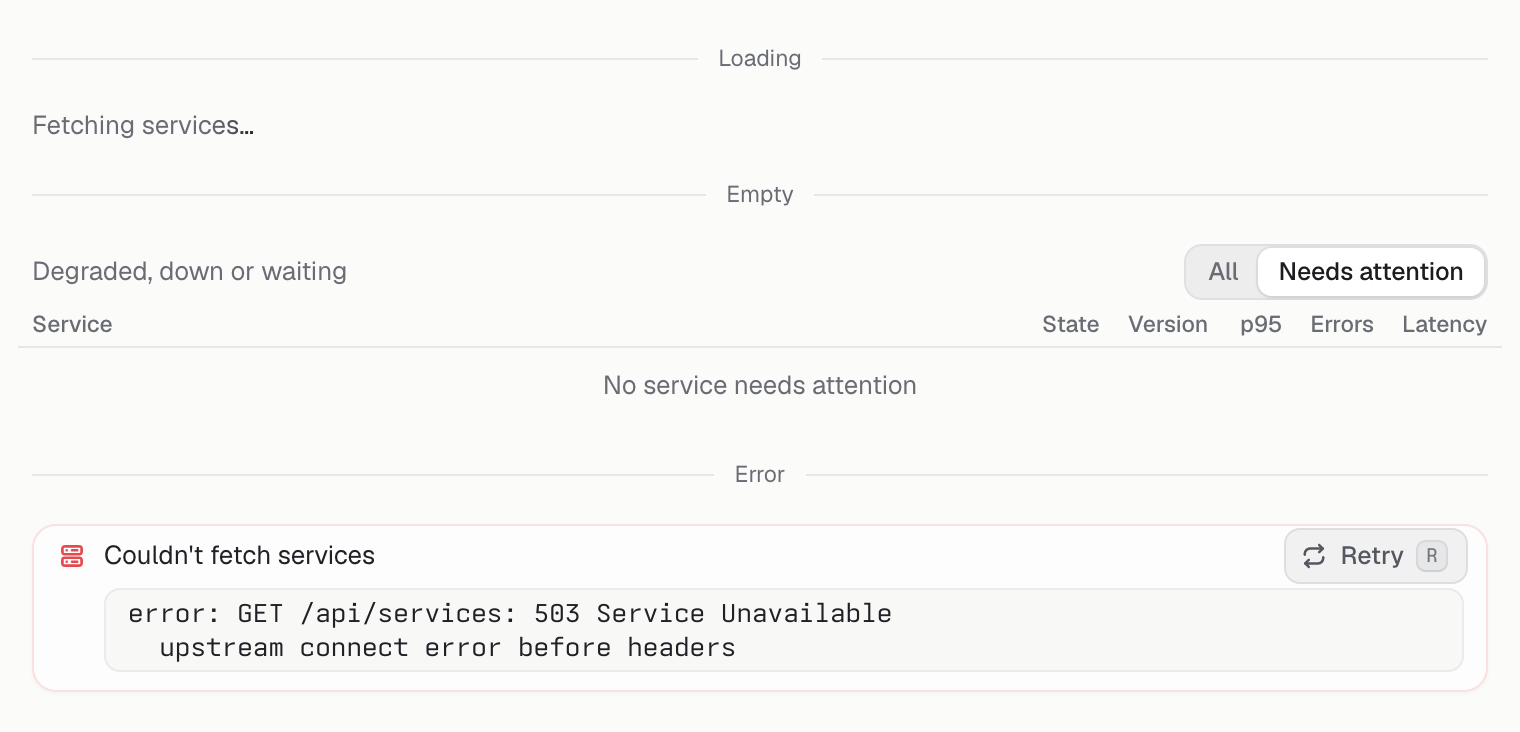 Loading
Fetching services…
Empty
Degraded, down or waiting
All Needs attention
Service State Version p95 Errors Latency
No service needs attention
Error
Couldn't fetch services
Retry R
error: GET /api/services: 503 Service Unavailable
  upstream connect error before headers